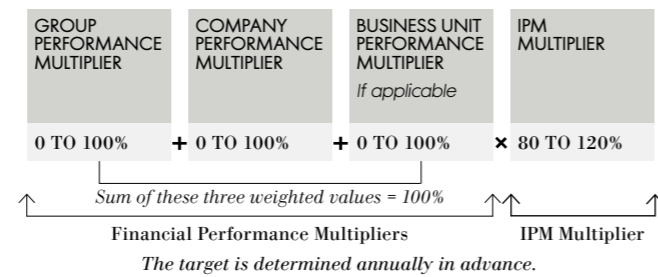 GROUP
PERFORMANCE
MULTIPLIER
COMPANY
PERFORMANCE
MULTIPLIER
BUSINESS UNIT
PERFORMANCE
MULTIPLIER
If applicable
IPM
MULTIPLIER
0 TO 100% + 0 TO 100% + 0 TO 100% × 80 TO 120%
Sum of these three weighted values = 100%
Financial Performance Multipliers IPM Multiplier
The target is determined annually in advance.